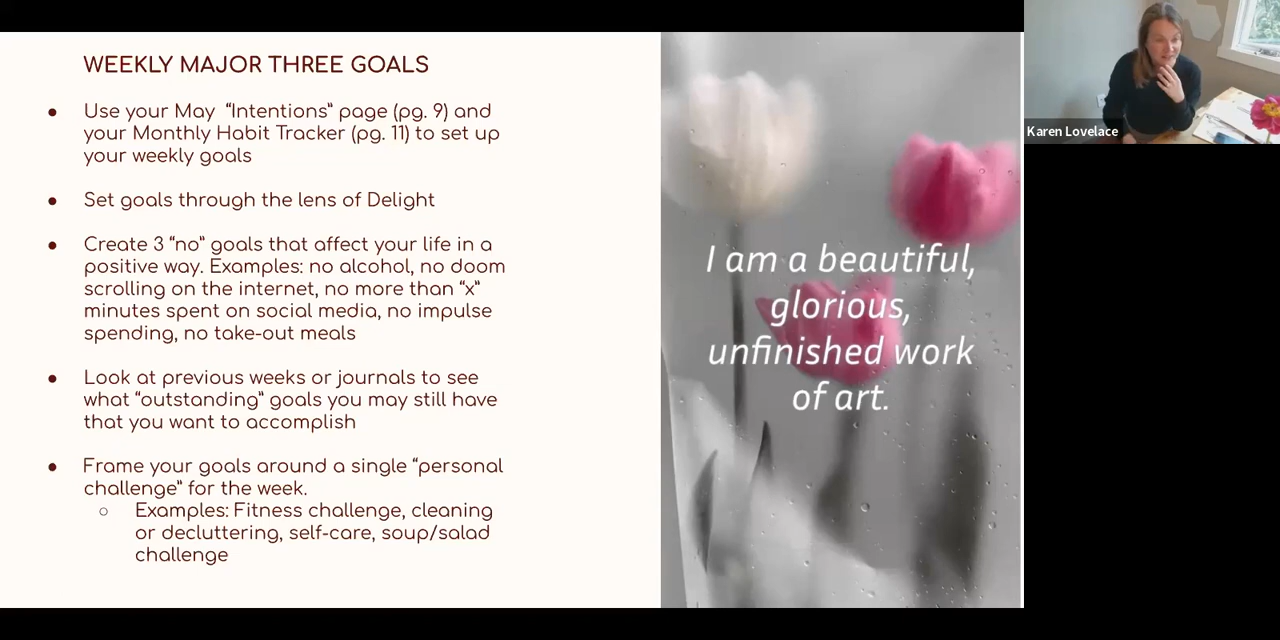 WEEKLY MAJOR THREE GOALS
● Use your May “Intentions” page (pg. 9) and
your Monthly Habit Tracker (pg. 11) to set up
your weekly goals
● Set goals through the lens of Delight
● Create 3 “no” goals that affect your life in a
positive way. Examples: no alcohol, no doom
scrolling on the internet, no more than “x”
minutes spent on social media, no impulse
spending, no take-out meals
● Look at previous weeks or journals to see
what “outstanding” goals you may still have
that you want to accomplish
● Frame your goals around a single “personal
challenge” for the week.
○ Examples: Fitness challenge, cleaning
or decluttering, self-care, soup/salad
challenge
I am a beautiful,
glorious,
unfinished work
of art.
Karen Lovelace